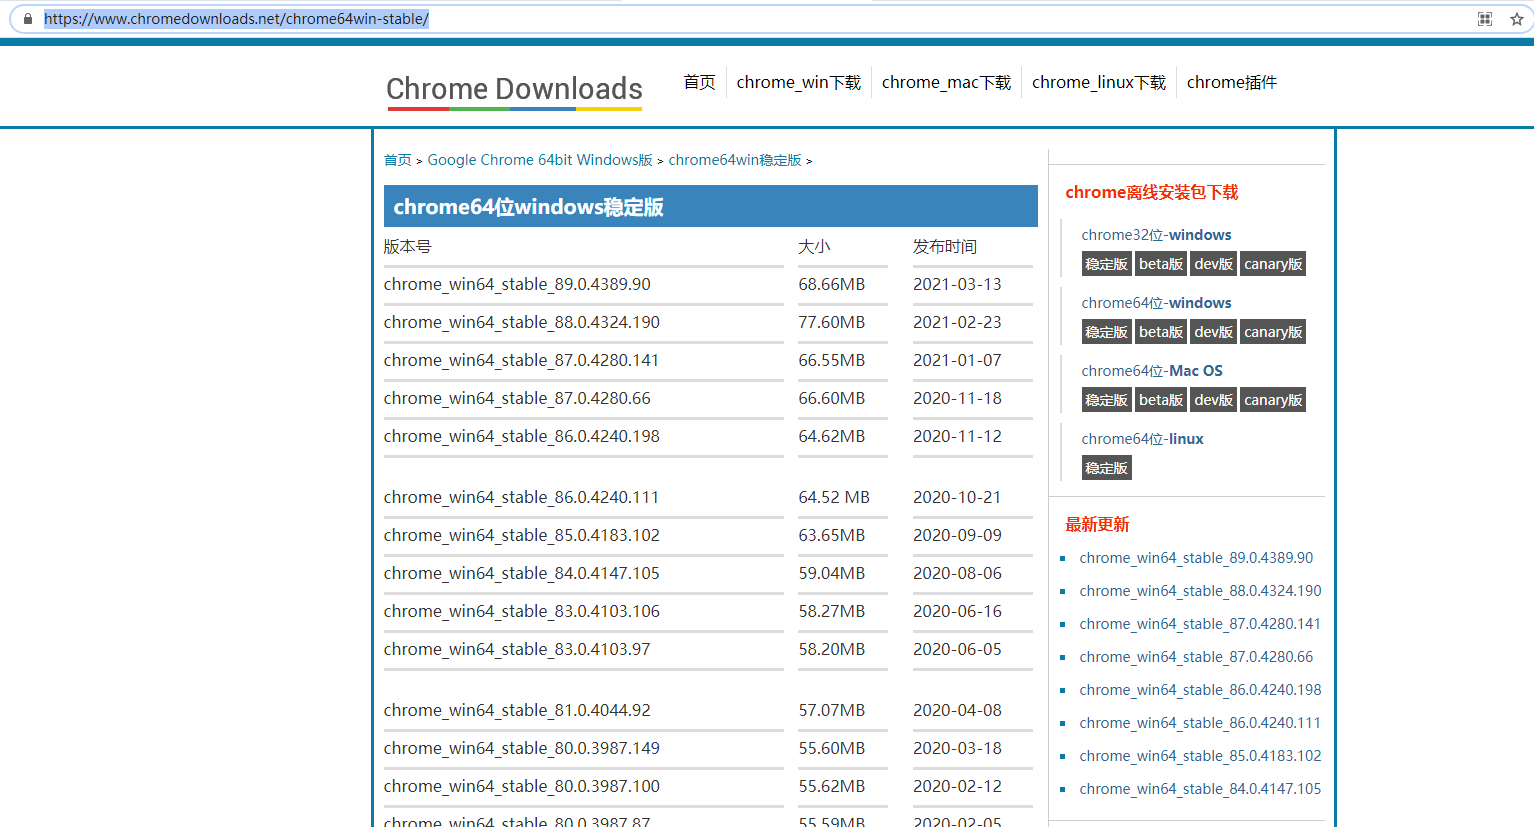 https://www.chromedownloads.net/chrome64win-stable/
Chrome Downloads
首页 chrome_win下载 chrome_mac下载 chrome_linux下载 chrome插件
首页 > Google Chrome 64bit Windows版 > chrome64win稳定版 >
chrome64位windows稳定版
版本号 大小 发布时间
chrome_win64_stable_89.0.4389.90 68.66MB 2021-03-13
chrome_win64_stable_88.0.4324.190 77.60MB 2021-02-23
chrome_win64_stable_87.0.4280.141 66.55MB 2021-01-07
chrome_win64_stable_87.0.4280.66 66.60MB 2020-11-18
chrome_win64_stable_86.0.4240.198 64.62MB 2020-11-12
chrome_win64_stable_86.0.4240.111 64.52 MB 2020-10-21
chrome_win64_stable_85.0.4183.102 63.65MB 2020-09-09
chrome_win64_stable_84.0.4147.105 59.04MB 2020-08-06
chrome_win64_stable_83.0.4103.106 58.27MB 2020-06-16
chrome_win64_stable_83.0.4103.97 58.20MB 2020-06-05
chrome_win64_stable_81.0.4044.92 57.07MB 2020-04-08
chrome_win64_stable_80.0.3987.149 55.60MB 2020-03-18
chrome_win64_stable_80.0.3987.100 55.62MB 2020-02-12
chrome_win64_stable_80.0.3987.87 55.59MB 2020-02-05
chrome离线安装包下载
chrome32位-windows
稳定版 beta版 dev版 canary版
chrome64位-windows
稳定版 beta版 dev版 canary版
chrome64位-Mac OS
稳定版 beta版 dev版 canary版
chrome64位-linux
稳定版
最新更新
chrome_win64_stable_89.0.4389.90
chrome_win64_stable_88.0.4324.190
chrome_win64_stable_87.0.4280.141
chrome_win64_stable_87.0.4280.66
chrome_win64_stable_86.0.4240.198
chrome_win64_stable_86.0.4240.111
chrome_win64_stable_85.0.4183.102
chrome_win64_stable_84.0.4147.105